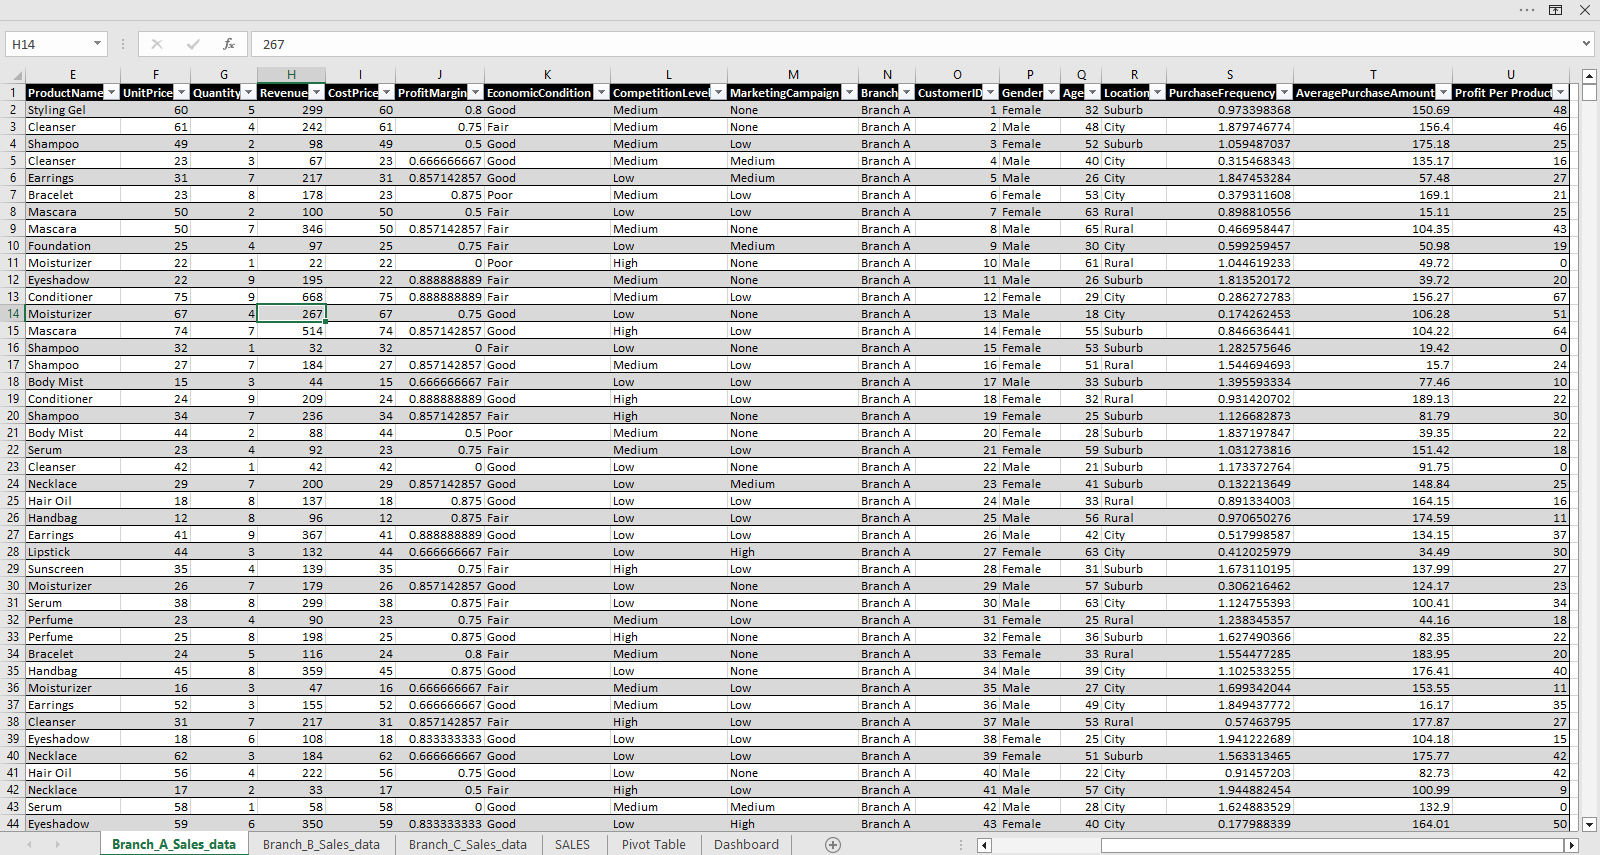 H14 fx 267
E F G H I J K L M N O P Q R S T U
1 ProductName UnitPrice Quantity Revenue CostPrice ProfitMargin EconomicCondition CompetitionLevel MarketingCampaign Branch CustomerID Gender Age Location PurchaseFrequency AveragePurchaseAmount Profit Per Product
2 Styling Gel 60 5 299 60 0.8 Good Medium None Branch A 1 Female 32 Suburb 0.973398368 150.69 48
3 Cleanser 61 4 242 61 0.75 Fair Medium None Branch A 2 Male 48 City 1.879746774 156.4 46
4 Shampoo 49 2 98 49 0.5 Good Medium Low Branch A 3 Female 52 Suburb 1.059487037 175.18 25
5 Cleanser 23 3 67 23 0.666666667 Good Medium Medium Branch A 4 Male 40 City 0.315468343 135.17 16
6 Earrings 31 7 217 31 0.857142857 Good Low Medium Branch A 5 Male 26 City 1.847453284 57.48 27
7 Bracelet 23 8 178 23 0.875 Poor Medium Low Branch A 6 Female 53 City 0.379311608 169.1 21
8 Mascara 50 2 100 50 0.5 Fair Low Low Branch A 7 Female 63 Rural 0.898810556 15.11 25
9 Mascara 50 7 346 50 0.857142857 Fair Medium None Branch A 8 Male 65 Rural 0.466958447 104.35 43
10 Foundation 25 4 97 25 0.75 Fair Low Medium Branch A 9 Male 30 City 0.599259457 50.98 19
11 Moisturizer 22 1 22 22 0 Poor High None Branch A 10 Male 61 Rural 1.044619233 49.72 0
12 Eyeshadow 22 9 195 22 0.888888889 Fair Medium None Branch A 11 Male 26 Suburb 1.813520172 39.72 20
13 Conditioner 75 9 668 75 0.888888889 Fair Medium Low Branch A 12 Female 29 City 0.286272783 156.27 67
14 Moisturizer 67 4 267 67 0.75 Good Low None Branch A 13 Male 18 City 0.174262453 106.28 51
15 Mascara 74 7 514 74 0.857142857 Good High Low Branch A 14 Female 55 Suburb 0.846636441 104.22 64
16 Shampoo 32 1 32 32 0 Fair Low None Branch A 15 Female 53 Suburb 1.282575646 19.42 0
17 Shampoo 27 7 184 27 0.857142857 Good Medium Low Branch A 16 Female 51 Rural 1.544694693 15.7 24
18 Body Mist 15 3 44 15 0.666666667 Fair Low Low Branch A 17 Male 33 Suburb 1.395593334 77.46 10
19 Conditioner 24 9 209 24 0.888888889 Good High Low Branch A 18 Female 32 Rural 0.931420702 189.13 22
20 Shampoo 34 7 236 34 0.857142857 Fair High None Branch A 19 Female 25 Suburb 1.126682873 81.79 30
21 Body Mist 44 2 88 44 0.5 Poor Medium None Branch A 20 Female 28 Suburb 1.837197847 39.35 22
22 Serum 23 4 92 23 0.75 Fair Medium Low Branch A 21 Female 59 Suburb 1.031273816 151.42 18
23 Cleanser 42 1 42 42 0 Good Low None Branch A 22 Male 21 Suburb 1.173372764 91.75 0
24 Necklace 29 7 200 29 0.857142857 Good Low Medium Branch A 23 Female 41 Suburb 0.132213649 148.84 25
25 Hair Oil 18 8 137 18 0.875 Good Low Low Branch A 24 Male 33 Rural 0.891334003 164.15 16
26 Handbag 12 8 96 12 0.875 Fair Low Low Branch A 25 Male 56 Rural 0.970650276 174.59 11
27 Earrings 41 9 367 41 0.888888889 Good Low Low Branch A 26 Male 42 City 0.517998587 134.15 37
28 Lipstick 44 3 132 44 0.666666667 Fair Low High Branch A 27 Female 63 City 0.412025979 34.49 30
29 Sunscreen 35 4 139 35 0.75 Fair High Low Branch A 28 Female 31 Suburb 1.673110195 137.99 27
30 Moisturizer 26 7 179 26 0.857142857 Good Low None Branch A 29 Male 57 Suburb 0.306216462 124.17 23
31 Serum 38 8 299 38 0.875 Fair Low None Branch A 30 Male 63 City 1.124755393 100.41 34
32 Perfume 23 4 90 23 0.75 Fair Medium Low Branch A 31 Female 25 Rural 1.238345357 44.16 18
33 Perfume 25 8 198 25 0.875 Good High None Branch A 32 Female 36 Suburb 1.627490366 82.35 22
34 Bracelet 24 5 116 24 0.8 Fair Medium None Branch A 33 Female 33 Rural 1.554477285 183.95 20
35 Handbag 45 8 359 45 0.875 Good Low None Branch A 34 Male 39 City 1.102533255 176.41 40
36 Moisturizer 16 3 47 16 0.666666667 Fair Medium Low Branch A 35 Male 27 City 1.699342044 153.55 11
37 Earrings 52 3 155 52 0.666666667 Good Medium Low Branch A 36 Male 49 City 1.849437772 16.17 35
38 Cleanser 31 7 217 31 0.857142857 Fair High Low Branch A 37 Male 53 Rural 0.57463795 177.87 27
39 Eyeshadow 18 6 108 18 0.833333333 Good Low Low Branch A 38 Female 25 City 1.941222689 104.18 15
40 Necklace 62 3 184 62 0.666666667 Good Low Low Branch A 39 Female 51 Suburb 1.563313465 175.77 42
41 Hair Oil 56 4 222 56 0.75 Good Low None Branch A 40 Male 22 City 0.91457203 82.73 42
42 Necklace 17 2 33 17 0.5 Fair High Low Branch A 41 Male 57 City 1.944882454 100.99 9
43 Serum 58 1 58 58 0 Good Medium Medium Branch A 42 Male 28 City 1.624883529 132.9 0
44 Eyeshadow 59 6 350 59 0.833333333 Good Low High Branch A 43 Female 40 City 0.177988339 164.01 50
Branch_A_Sales_data Branch_B_Sales_data Branch_C_Sales_data SALES Pivot Table Dashboard